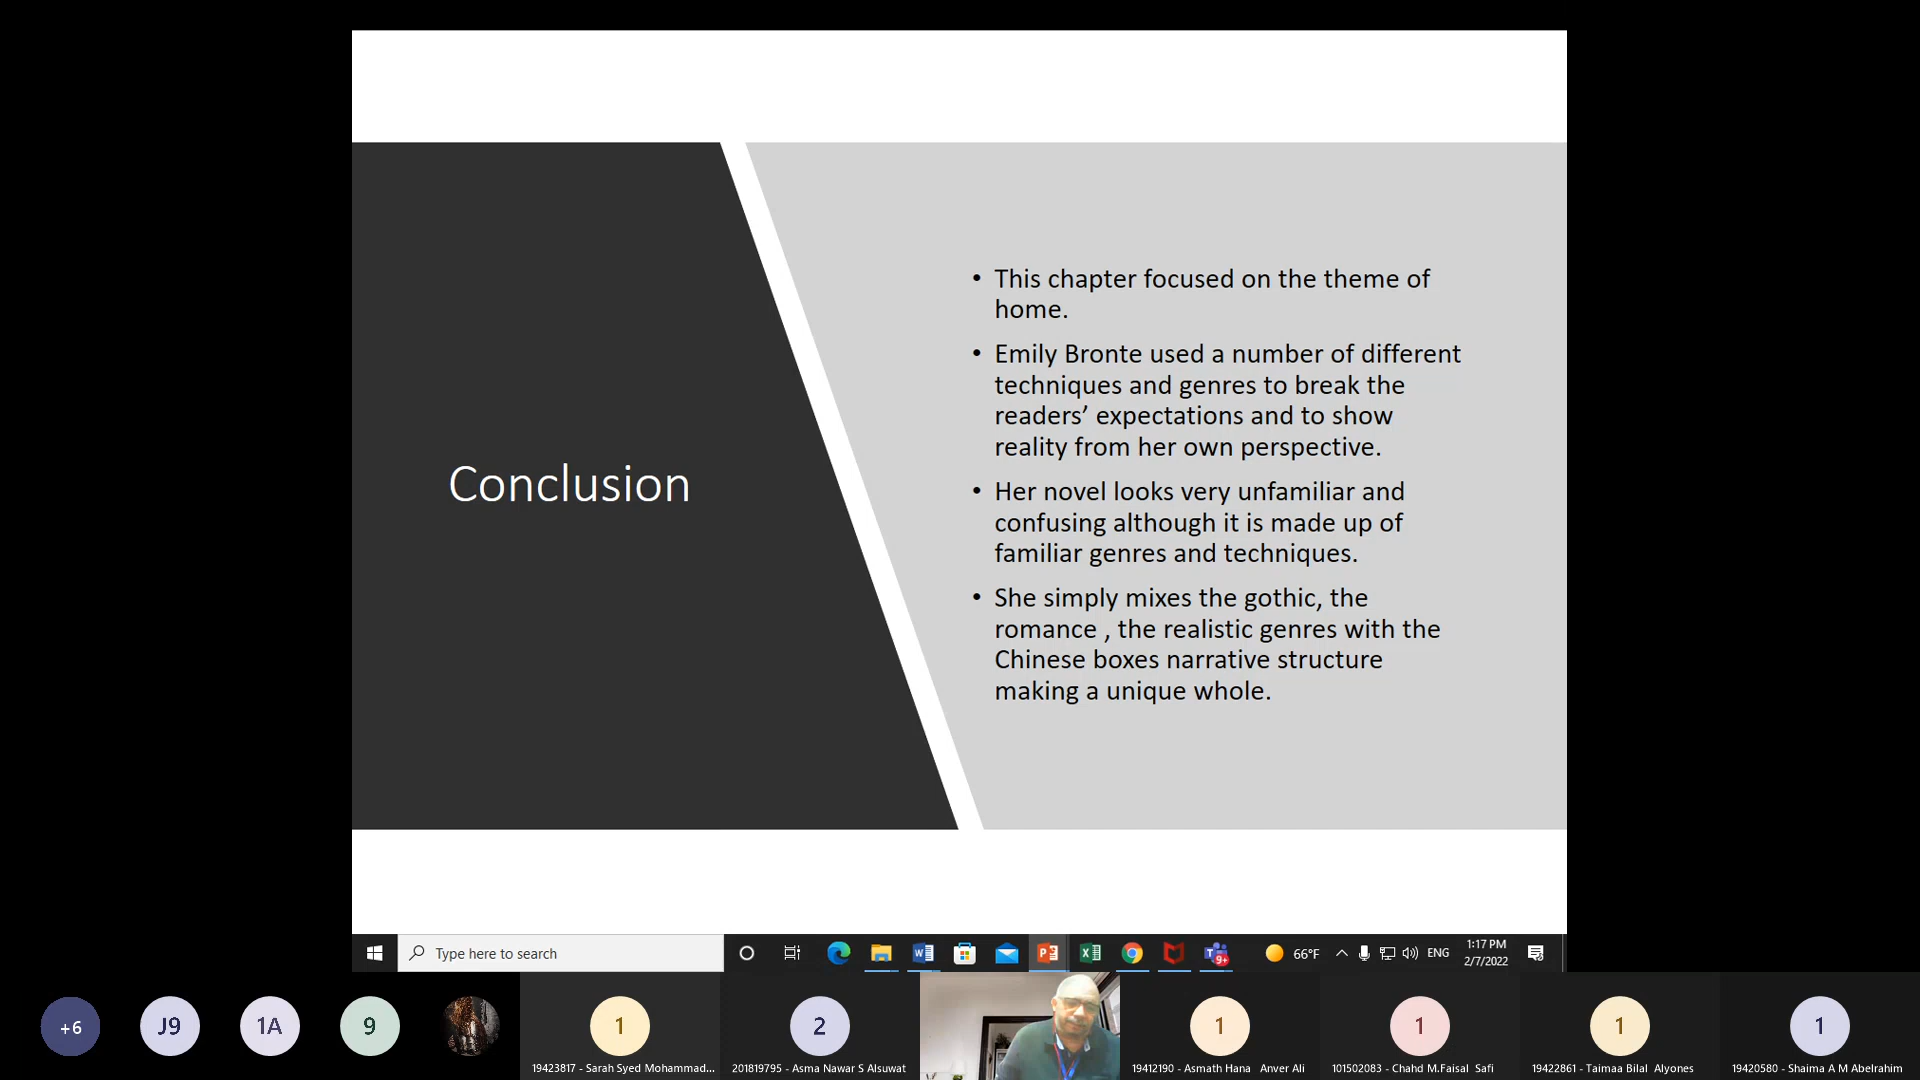 Conclusion
• This chapter focused on the theme of
home.
• Emily Bronte used a number of different
techniques and genres to break the
readers’ expectations and to show
reality from her own perspective.
• Her novel looks very unfamiliar and
confusing although it is made up of
familiar genres and techniques.
• She simply mixes the gothic, the
romance , the realistic genres with the
Chinese boxes narrative structure
making a unique whole.
Type here to search
9+
66°F
ENG
1:17 PM
2/7/2022
+6
J9
1A
9
1
2
1
1
1
1
19423817 - Sarah Syed Mohammad...
201819795 - Asma Nawar S Alsuwat
19412190 - Asmath Hana Anver Ali
101502083 - Chahd M.Faisal Safi
19422861 - Taimaa Bilal Alyones
19420580 - Shaima A M Abelrahim